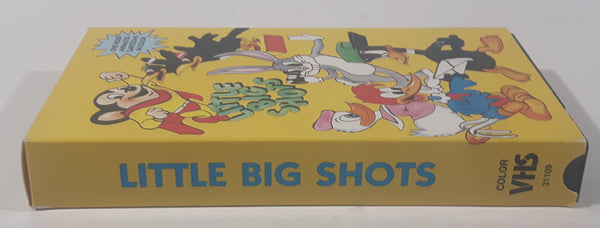 LITTLE
BIG
SHOTS
LITTLE BIG SHOTS
COLOR
VHS
31109